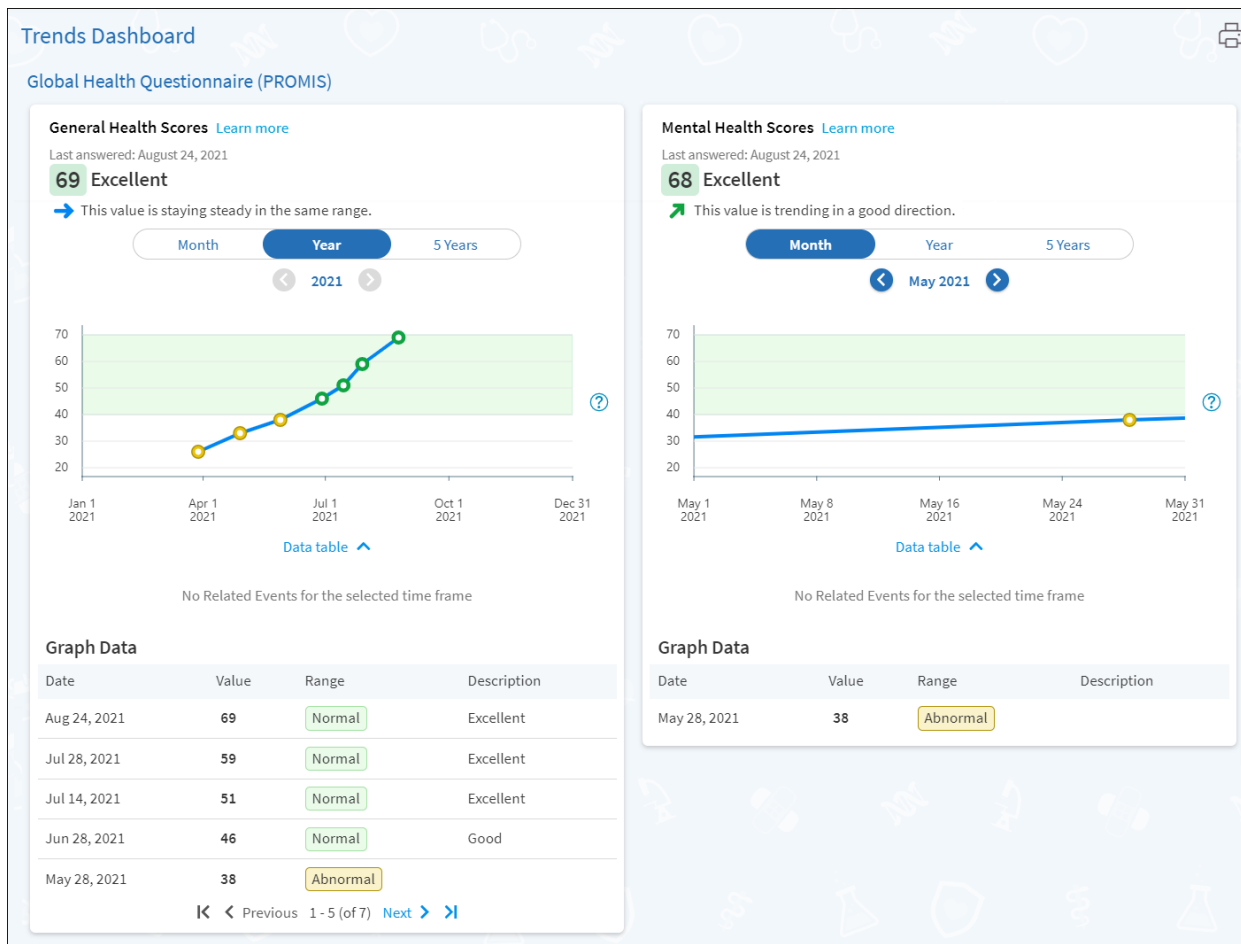 Trends Dashboard
Global Health Questionnaire (PROMIS)
General Health Scores Learn more
Last answered: August 24, 2021
69 Excellent
This value is staying steady in the same range.
Month Year 5 Years
2021
70
60
50
40
30
20
Jan 1 Apr 1 Jul 1 Oct 1 Dec 31
2021 2021 2021 2021 2021
Data table
No Related Events for the selected time frame
Graph Data
Date Value Range Description
Aug 24, 2021 69 Normal Excellent
Jul 28, 2021 59 Normal Excellent
Jul 14, 2021 51 Normal Excellent
Jun 28, 2021 46 Normal Good
May 28, 2021 38 Abnormal
Previous 1 - 5 (of 7) Next
Mental Health Scores Learn more
Last answered: August 24, 2021
68 Excellent
This value is trending in a good direction.
Month Year 5 Years
May 2021
70
60
50
40
30
20
?
May 1 May 8 May 16 May 24 May 31
2021 2021 2021 2021 2021
Data table
No Related Events for the selected time frame
Graph Data
Date Value Range Description
May 28, 2021 38 Abnormal